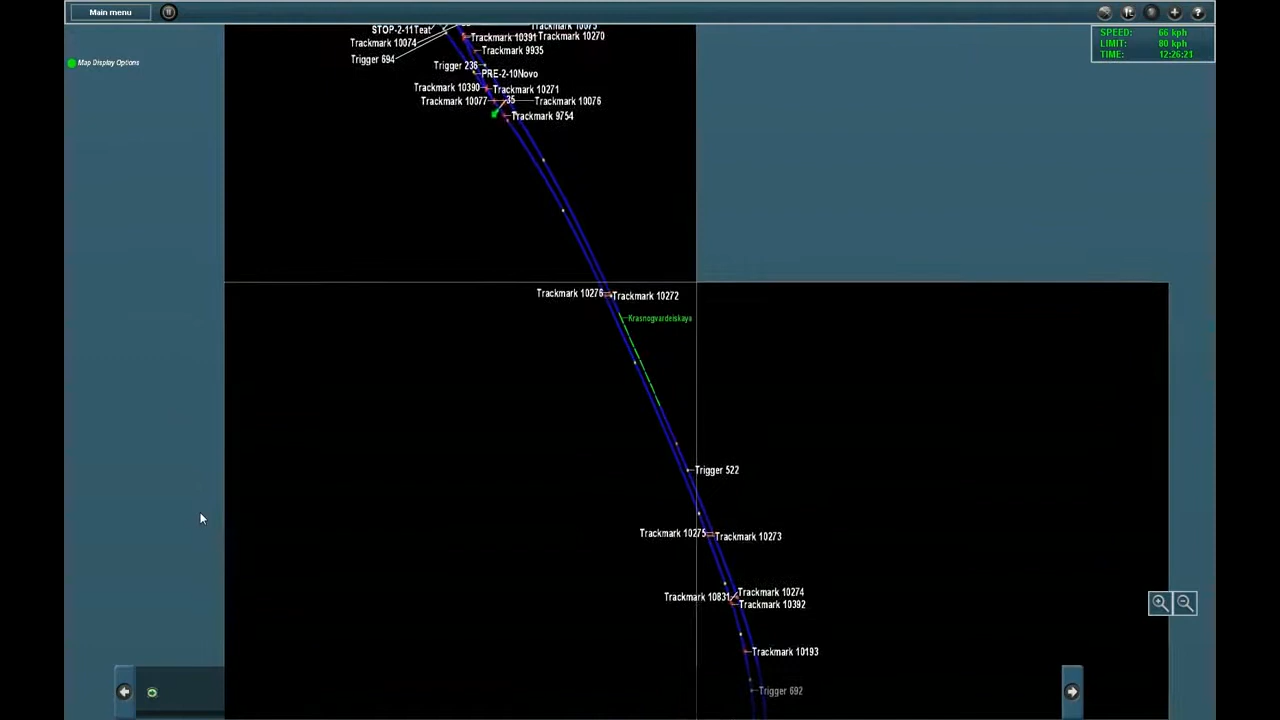 Main menu
SPEED: 66 kph
LIMIT: 80 kph
TIME: 12:26:21
Map Display Options
STOP-2-11Teat
Trackmark 10074
Trigger 694
Trackmark 10391
Trackmark 10270
Trackmark 9935
Trigger 236
PRE-2-10Novo
Trackmark 10390
Trackmark 10271
Trackmark 10077
35
Trackmark 10076
Trackmark 9754
Trackmark 10276
Trackmark 10272
Krasnogvardeiskaya
Trigger 522
Trackmark 10275
Trackmark 10273
Trackmark 10274
Trackmark 10831
Trackmark 10392
Trackmark 10193
Trigger 692